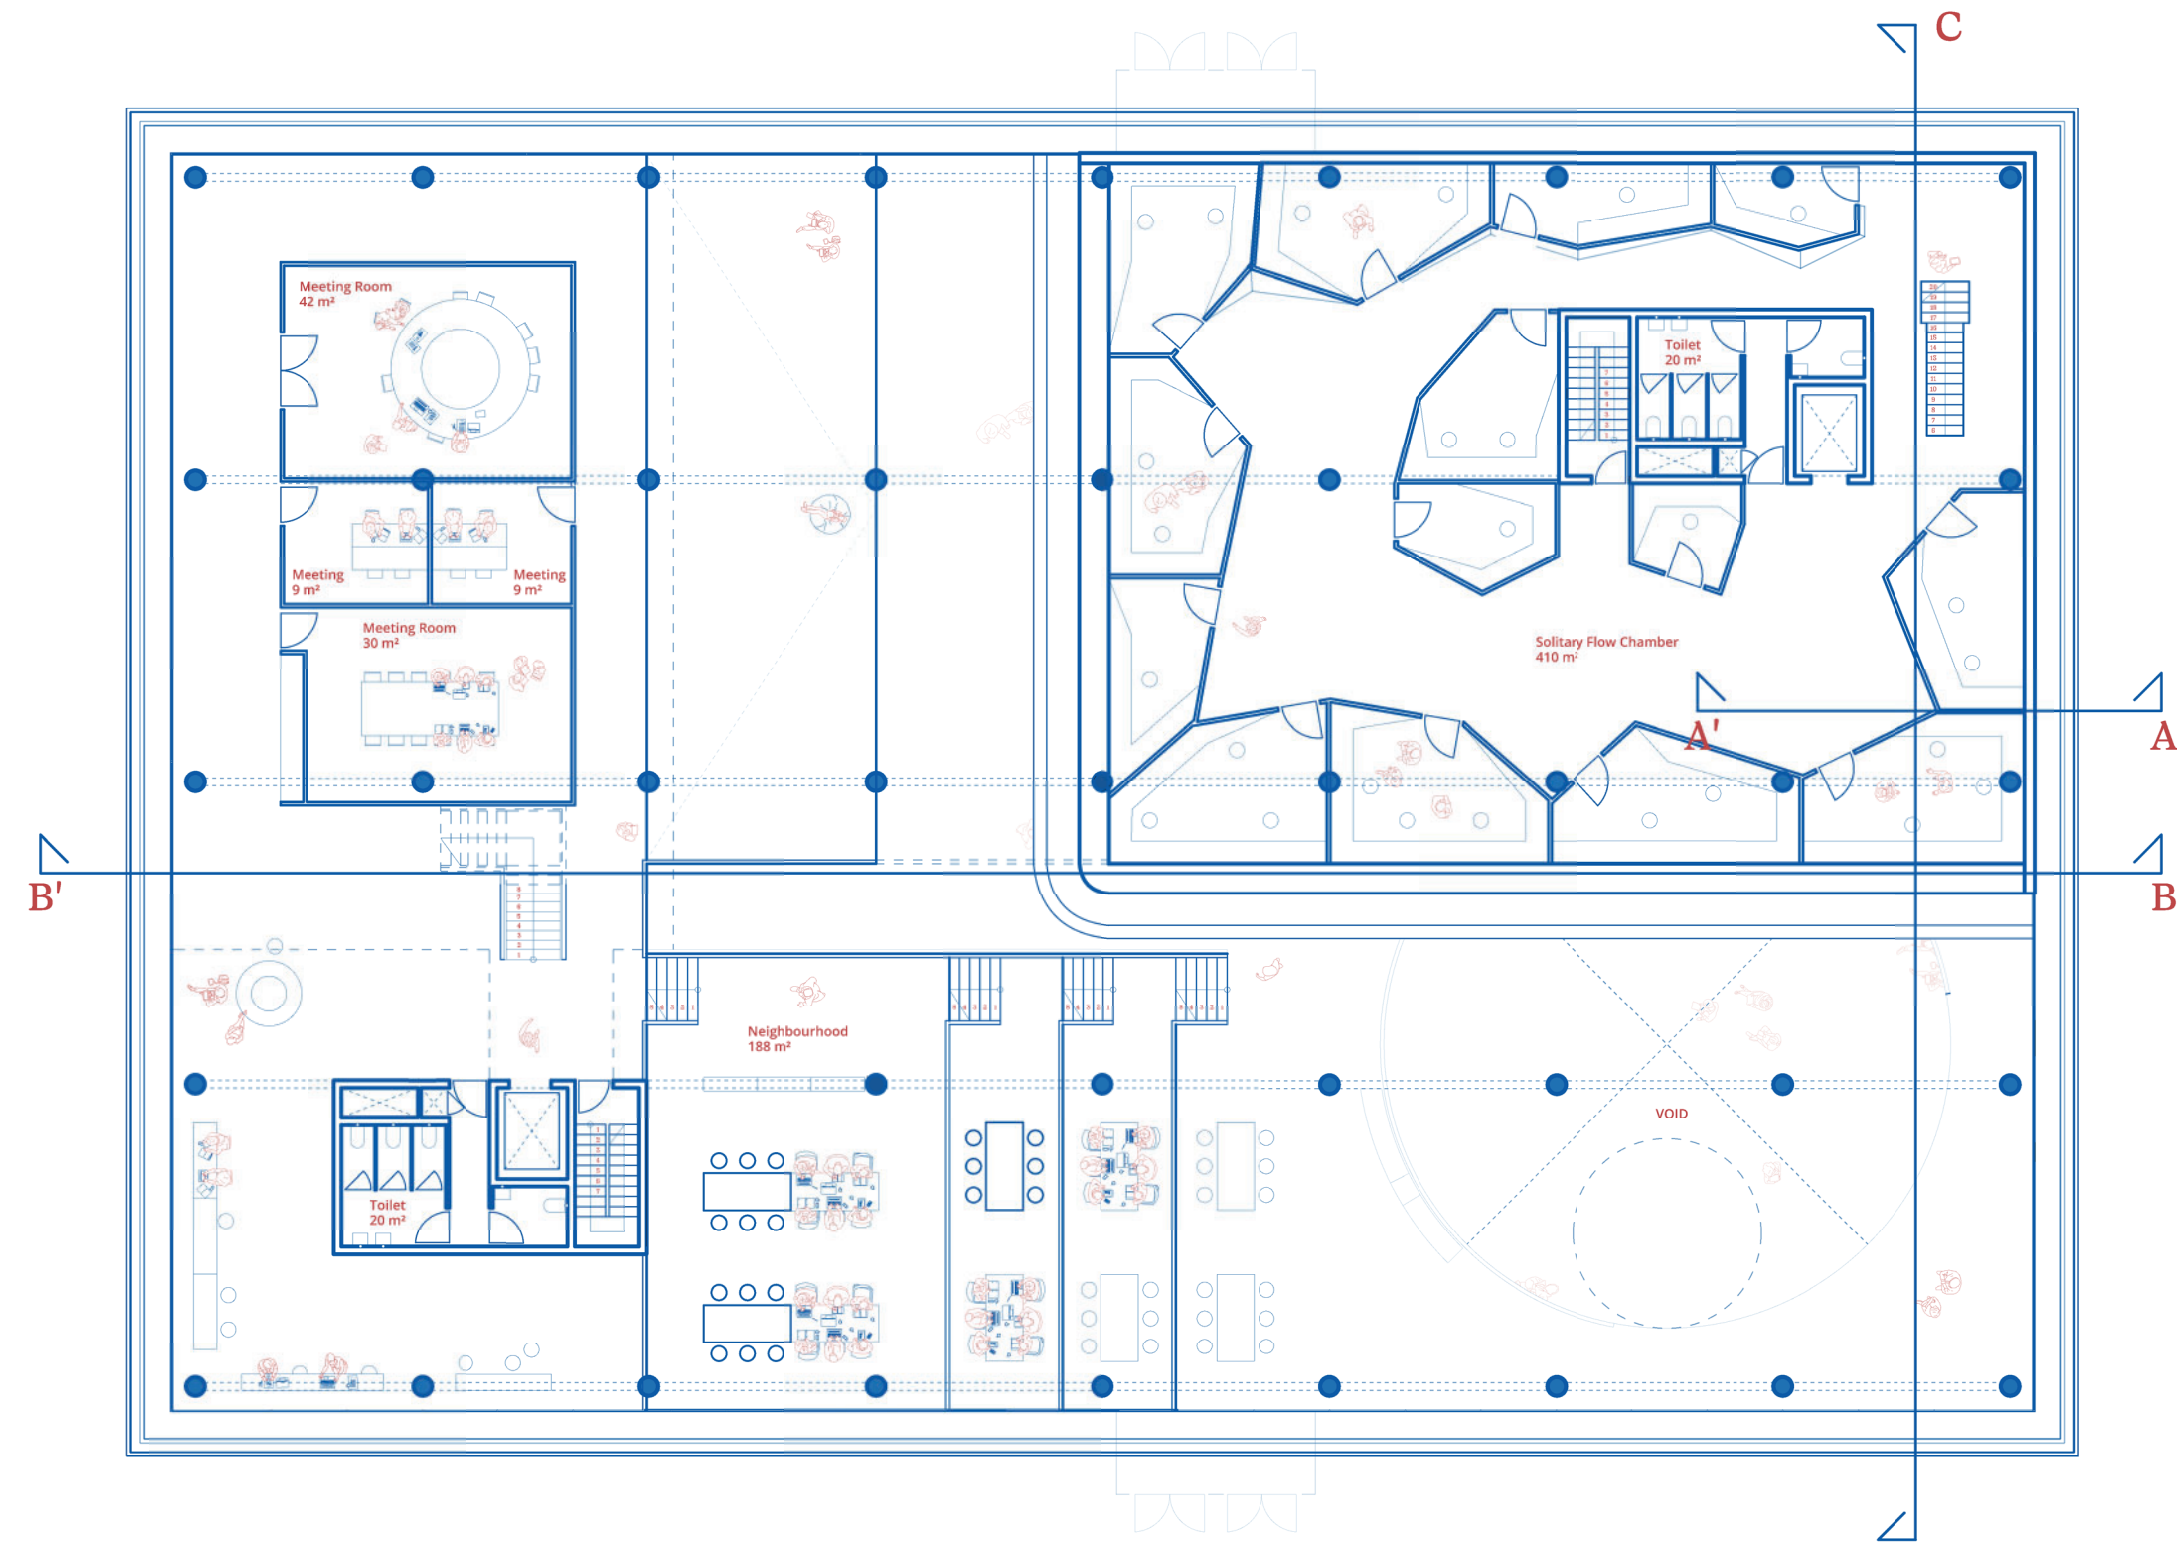 C
Meeting Room
42 m²
Toilet
20 m²
Meeting
9 m²
Meeting
9 m²
Meeting Room
30 m²
Solitary Flow Chamber
410 m²
A'
A
B'
B
Neighbourhood
188 m²
VOID
Toilet
20 m²